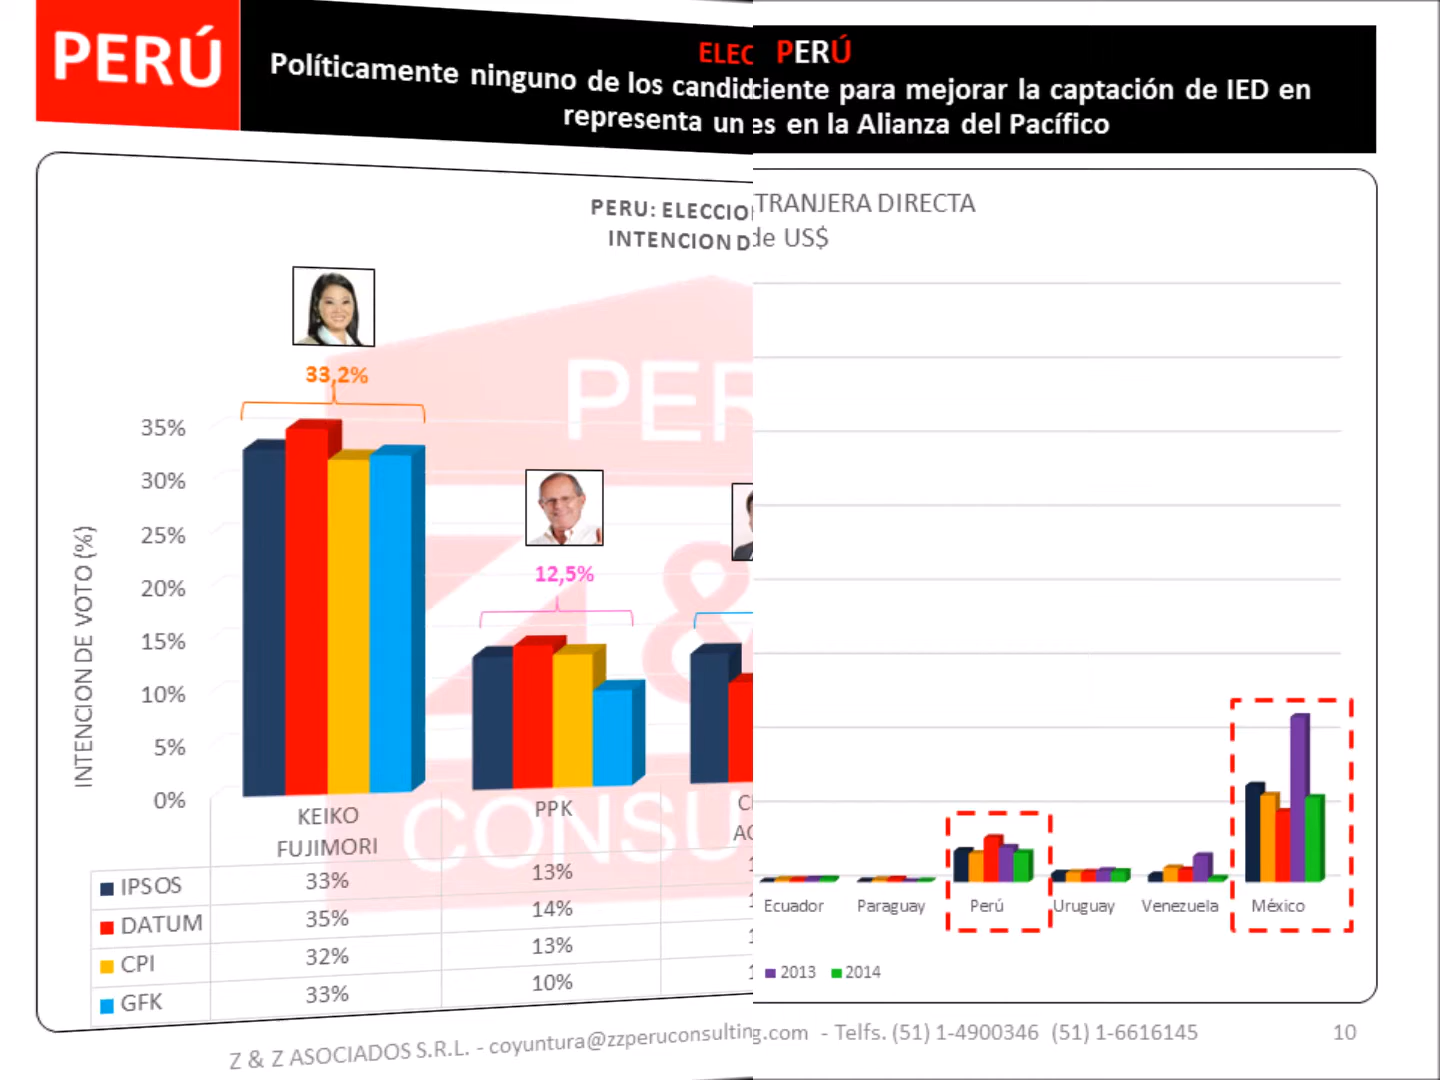 PERÚ
ELEC
Políticamente ninguno de los candid
representa un
PERU: ELECCIO
INTENCION D
33,2%
12,5%
INTENCION DE VOTO (%)
35%
30%
25%
20%
15%
10%
5%
0%
KEIKO
FUJIMORI
PPK
IPSOS 33% 13%
DATUM 35% 14%
CPI 32% 13%
GFK 33% 10%
PER
&
CONSU
Z & Z ASOCIADOS S.R.L. - coyuntura@zzperuconsulting.com - Telfs. (51) 1-4900346 (51) 1-6616145
10
PERÚ
ciente para mejorar la captación de IED en
es en la Alianza del Pacífico
TRANJERA DIRECTA
de US$
Ecuador Paraguay Perú Uruguay Venezuela México
2013 2014